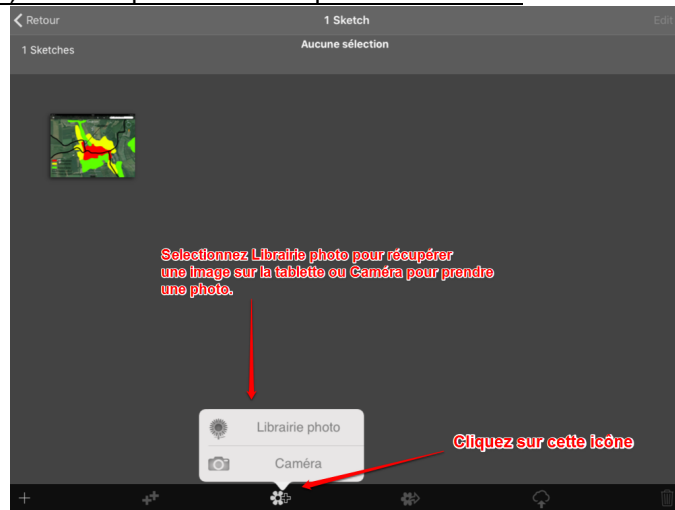 Retour
1 Sketch
Edit
1 Sketches
Aucune sélection
Selectionnez Librairie photo pour récupérer
une image sur la tablette ou Caméra pour prendre
une photo.
Librairie photo
Caméra
Cliquez sur cette icône